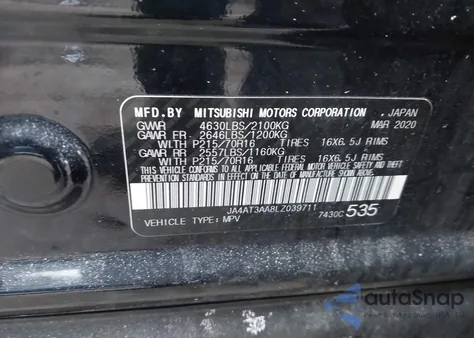 MFD.BY MITSUBISHI MOTORS CORPORATION , JAPAN
GVWR 4630LBS/2100KG MAR 2020
GAWR FR 2646LBS/1200KG
WITH P215/70R16 TIRES 16X6.5J RIMS
GAWR RR 2557LBS/1160KG
WITH P215/70R16 TIRES 16X6.5J RIMS
THIS VEHICLE CONFORMS TO ALL APPLICABLE
FEDERAL MOTOR VEHICLE SAFETY AND
THEFT PREVENTION STANDARDS IN EFFECT ON
THE DATE OF MANUFACTURE SHOWN ABOVE.
JA4AT3AA8LZ039711
VEHICLE TYPE: MPV 7430C 535
autoSnap